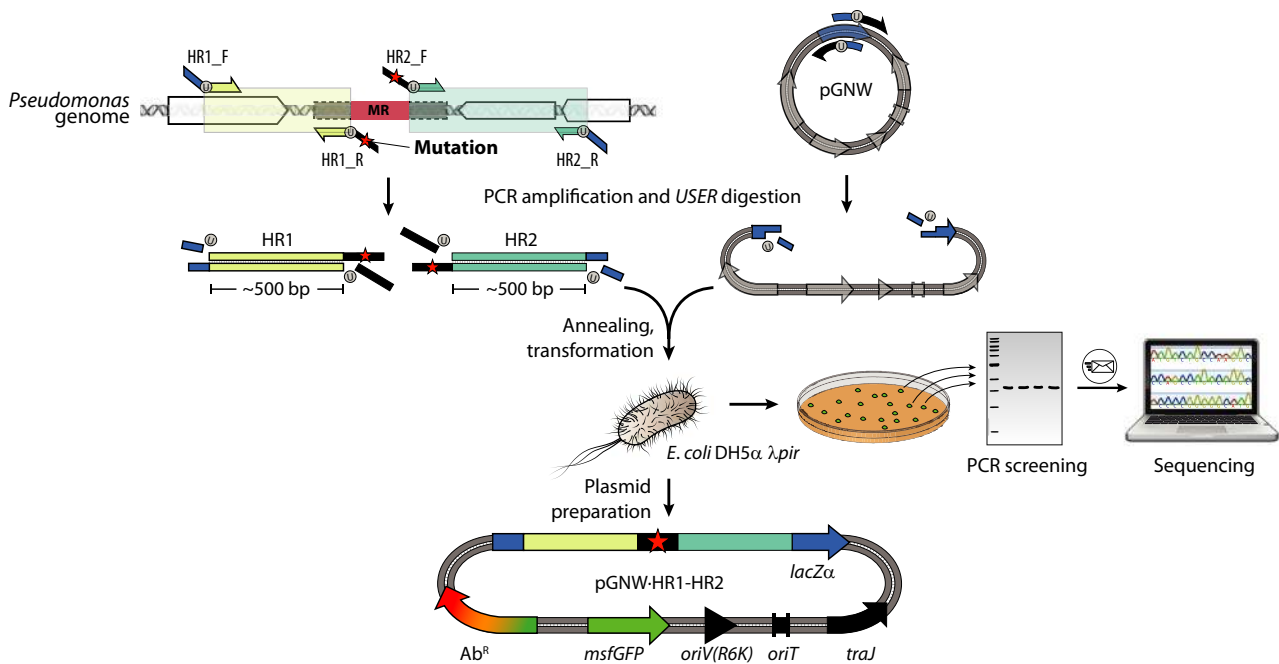 HR1_F
HR2_F
U
U
U
U
pGNW
Pseudomonas
genome
MR
U
U
HR1_R
Mutation
HR2_R
PCR amplification and USER digestion
HR1
HR2
U
U
U
U
U
U
~500 bp
~500 bp
Annealing,
transformation
E. coli DH5α λpir
PCR screening
Sequencing
Plasmid
preparation
lacZα
pGNW·HR1-HR2
Abᴿ
msfGFP
oriV(R6K)
oriT
traJ